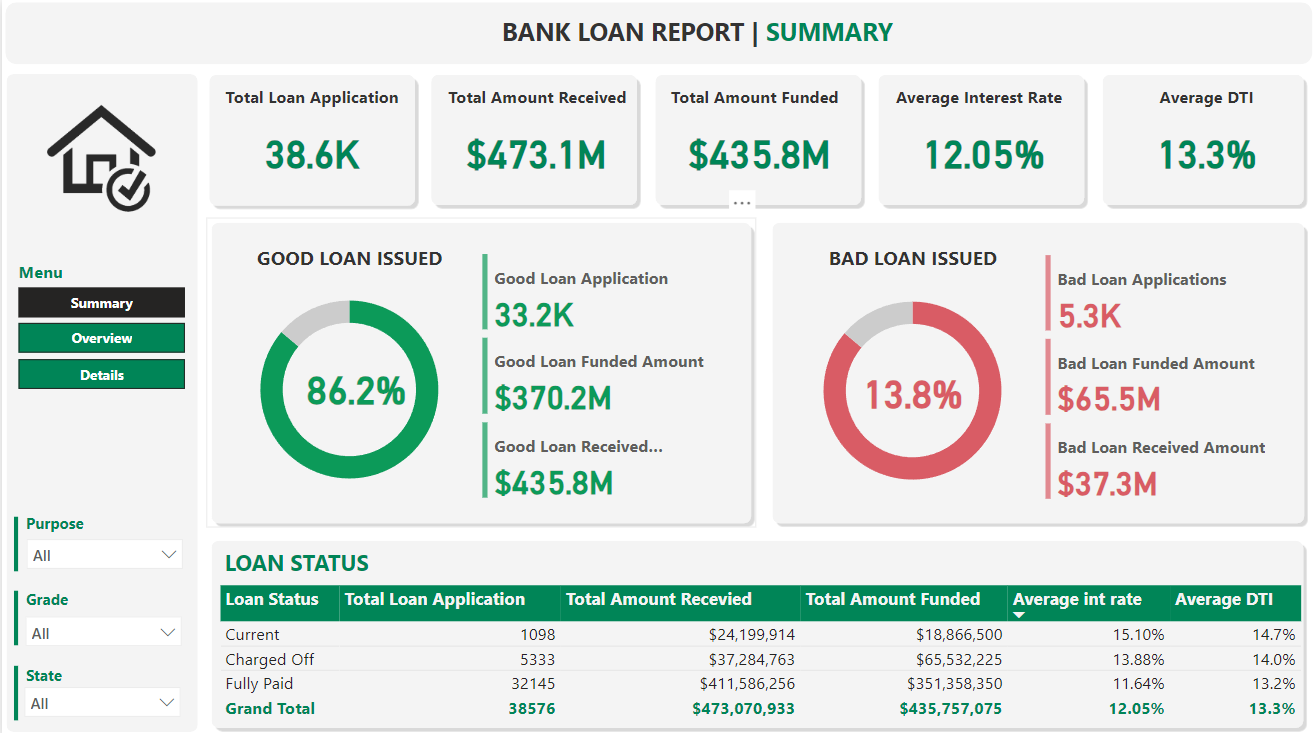 BANK LOAN REPORT | SUMMARY
Total Loan Application
38.6K
Total Amount Received
$473.1M
Total Amount Funded
$435.8M
Average Interest Rate
12.05%
Average DTI
13.3%
...
Menu
Summary
Overview
Details
Purpose
All
Grade
All
State
All
GOOD LOAN ISSUED
86.2%
Good Loan Application
33.2K
Good Loan Funded Amount
$370.2M
Good Loan Received...
$435.8M
BAD LOAN ISSUED
13.8%
Bad Loan Applications
5.3K
Bad Loan Funded Amount
$65.5M
Bad Loan Received Amount
$37.3M
LOAN STATUS
Loan Status Total Loan Application Total Amount Recevied Total Amount Funded Average int rate Average DTI
Current 1098 $24,199,914 $18,866,500 15.10% 14.7%
Charged Off 5333 $37,284,763 $65,532,225 13.88% 14.0%
Fully Paid 32145 $411,586,256 $351,358,350 11.64% 13.2%
Grand Total 38576 $473,070,933 $435,757,075 12.05% 13.3%